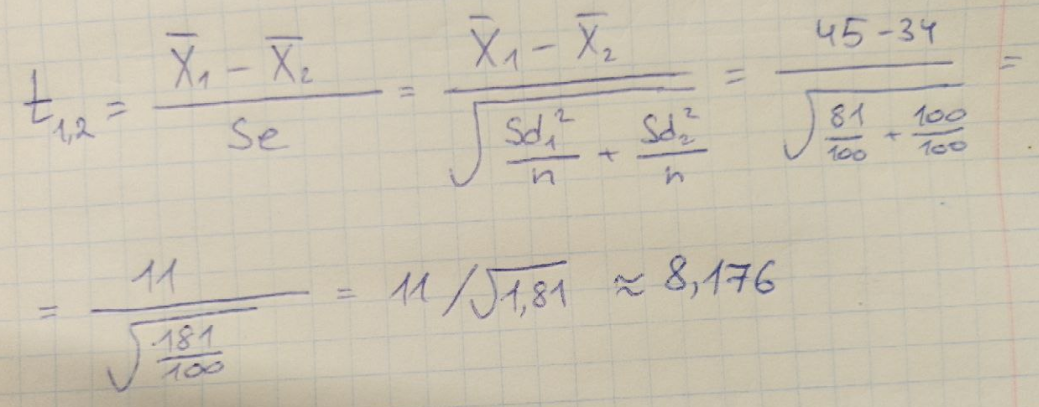 t₁,₂ = (X̄₁ − X̄₂) / Se = (X̄₁ − X̄₂) / √(Sd₁²/n + Sd₂²/n) = (45 − 34) / √(81/100 + 100/100) =
= 11 / √(181/100) = 11 / √1,81 ≈ 8,176